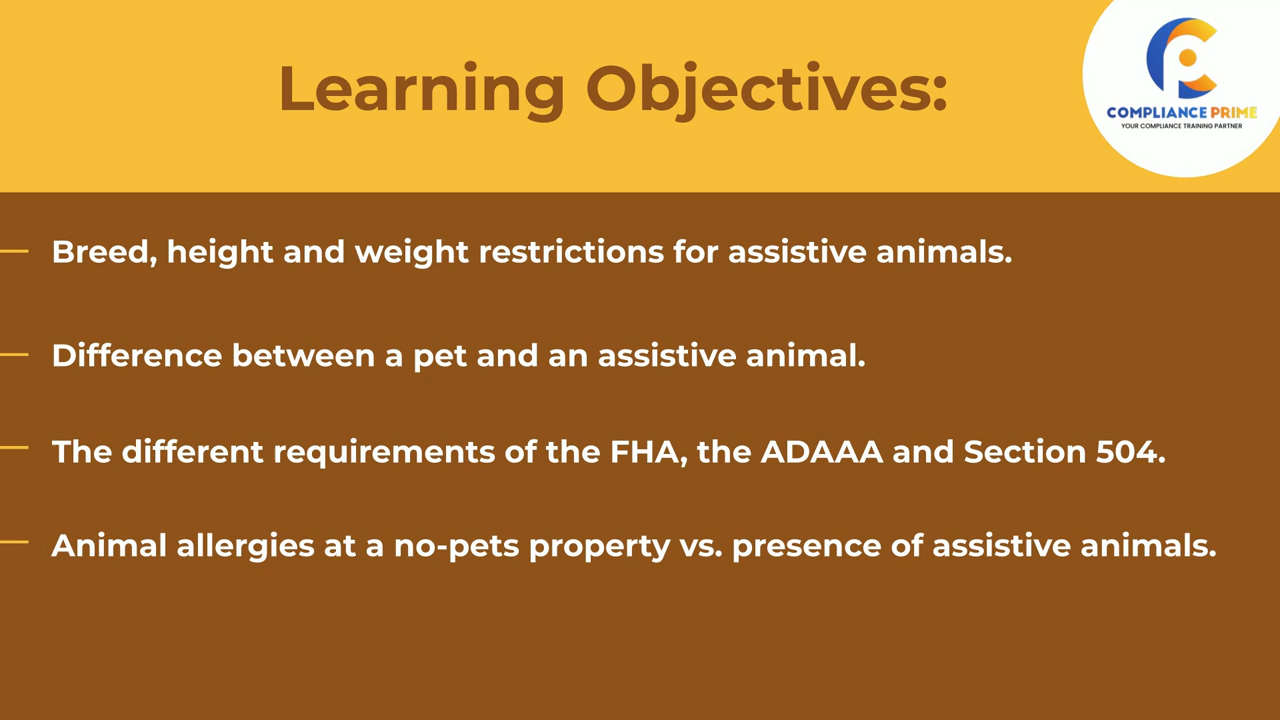 Learning Objectives:
COMPLIANCE PRIME
YOUR COMPLIANCE TRAINING PARTNER
Breed, height and weight restrictions for assistive animals.
Difference between a pet and an assistive animal.
The different requirements of the FHA, the ADAAA and Section 504.
Animal allergies at a no-pets property vs. presence of assistive animals.